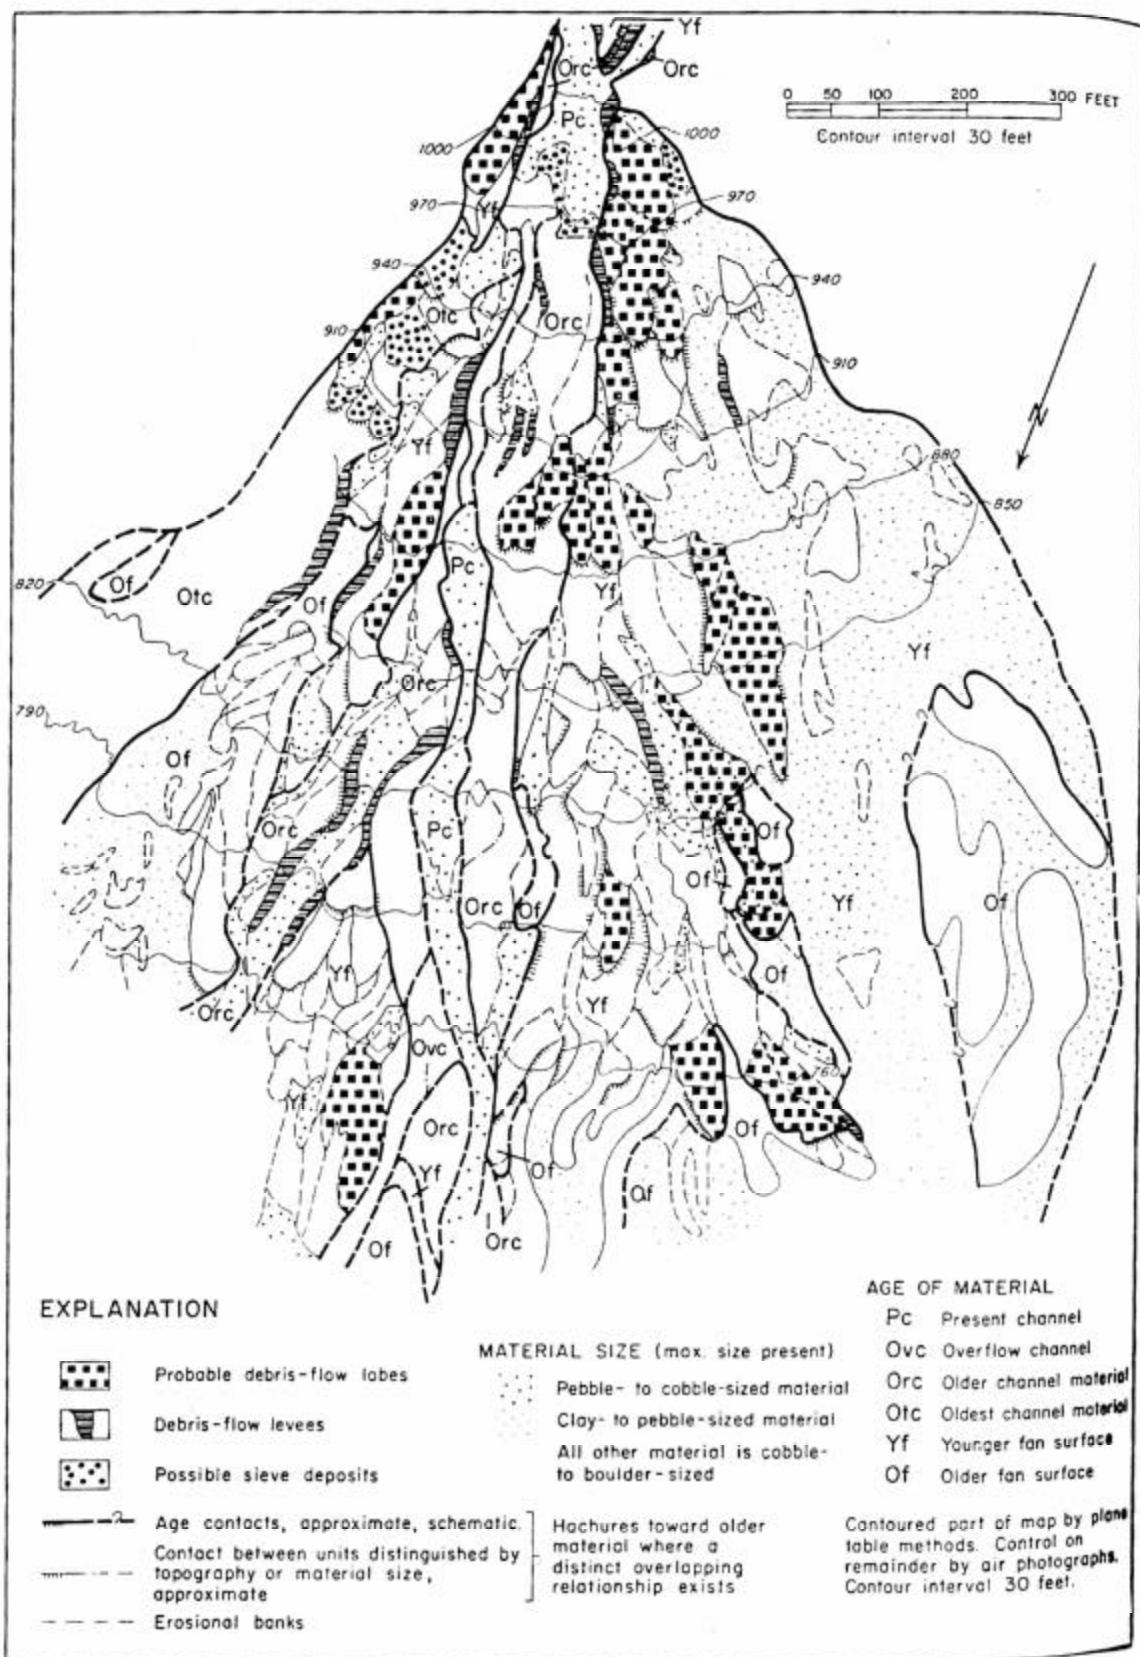 Yf
Orc
Orc
0 50 100 200 300 FEET
Contour interval 30 feet
Pc
1000
1000
970
970
Yf
940
940
Otc
Orc
910
910
N
Yf
880
850
Pc
820
Of
Otc
Of
Yf
Yf
Orc
790
Of
Orc
Pc
Of
Of
Orc
Of
Yf
Of
Yf
Of
Orc
Yf
Ovc
760
Yf
Orc
Of
Yf
Of
Of
Of
Orc
EXPLANATION
Probable debris-flow lobes
Debris-flow levees
Possible sieve deposits
Age contacts, approximate, schematic.
Contact between units distinguished by
topography or material size,
approximate
Erosional banks
Hachures toward older
material where a
distinct overlapping
relationship exists
MATERIAL SIZE (max. size present)
Pebble- to cobble-sized material
Clay- to pebble-sized material
All other material is cobble-
to boulder-sized
AGE OF MATERIAL
Pc Present channel
Ovc Overflow channel
Orc Older channel material
Otc Oldest channel material
Yf Younger fan surface
Of Older fan surface
Contoured part of map by plane
table methods. Control on
remainder by air photographs.
Contour interval 30 feet.